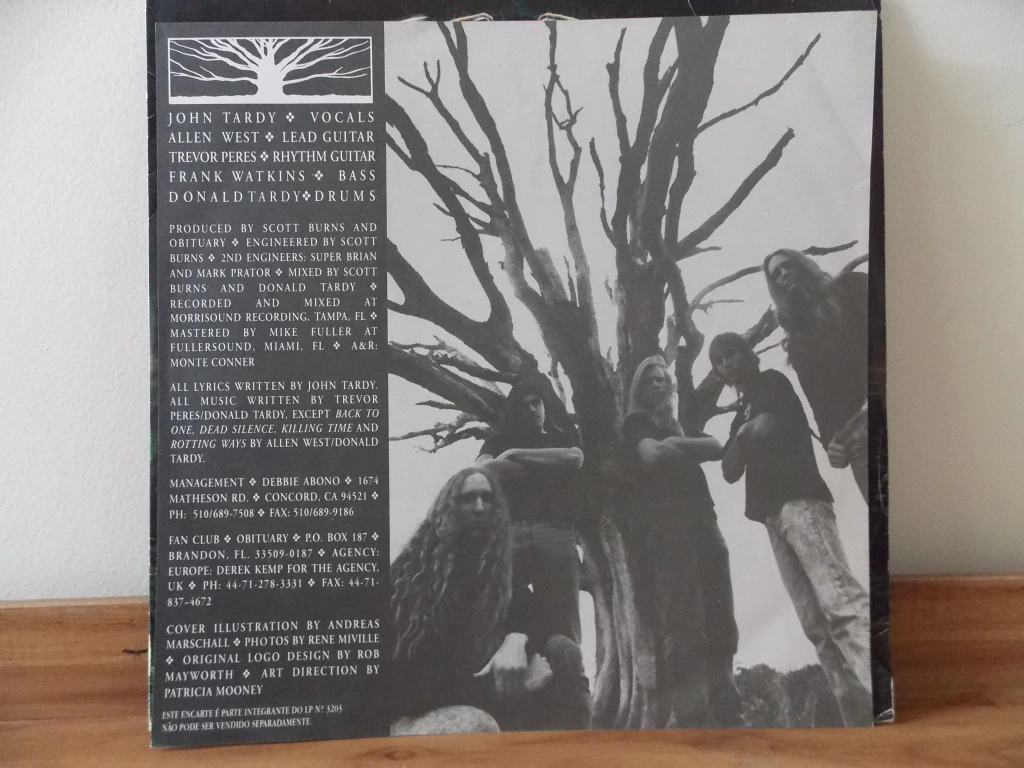 JOHN TARDY ❖ VOCALS
ALLEN WEST ❖ LEAD GUITAR
TREVOR PERES ❖ RHYTHM GUITAR
FRANK WATKINS ❖ BASS
DONALD TARDY ❖ DRUMS
PRODUCED BY SCOTT BURNS AND
OBITUARY ❖ ENGINEERED BY SCOTT
BURNS ❖ 2ND ENGINEERS: SUPER BRIAN
AND MARK PRATOR ❖ MIXED BY SCOTT
BURNS AND DONALD TARDY ❖
RECORDED AND MIXED AT
MORRISOUND RECORDING, TAMPA, FL ❖
MASTERED BY MIKE FULLER AT
FULLERSOUND, MIAMI, FL ❖ A&R:
MONTE CONNER
ALL LYRICS WRITTEN BY JOHN TARDY.
ALL MUSIC WRITTEN BY TREVOR
PERES/DONALD TARDY, EXCEPT BACK TO
ONE, DEAD SILENCE, KILLING TIME AND
ROTTING WAYS BY ALLEN WEST/DONALD
TARDY.
MANAGEMENT ❖ DEBBIE ABONO ❖ 1674
MATHESON RD. ❖ CONCORD, CA 94521 ❖
PH: 510/689-7508 ❖ FAX: 510/689-9186
FAN CLUB ❖ OBITUARY ❖ P.O. BOX 187 ❖
BRANDON, FL. 33509-0187 ❖ AGENCY:
EUROPE: DEREK KEMP FOR THE AGENCY,
UK ❖ PH: 44-71-278-3331 ❖ FAX: 44-71-
837-4672
COVER ILLUSTRATION BY ANDREAS
MARSCHALL ❖ PHOTOS BY RENE MIVILLE
❖ ORIGINAL LOGO DESIGN BY ROB
MAYWORTH ❖ ART DIRECTION BY
PATRICIA MOONEY
ESTE ENCARTE É PARTE INTEGRANTE DO LP Nº 3203
NÃO PODE SER VENDIDO SEPARADAMENTE.